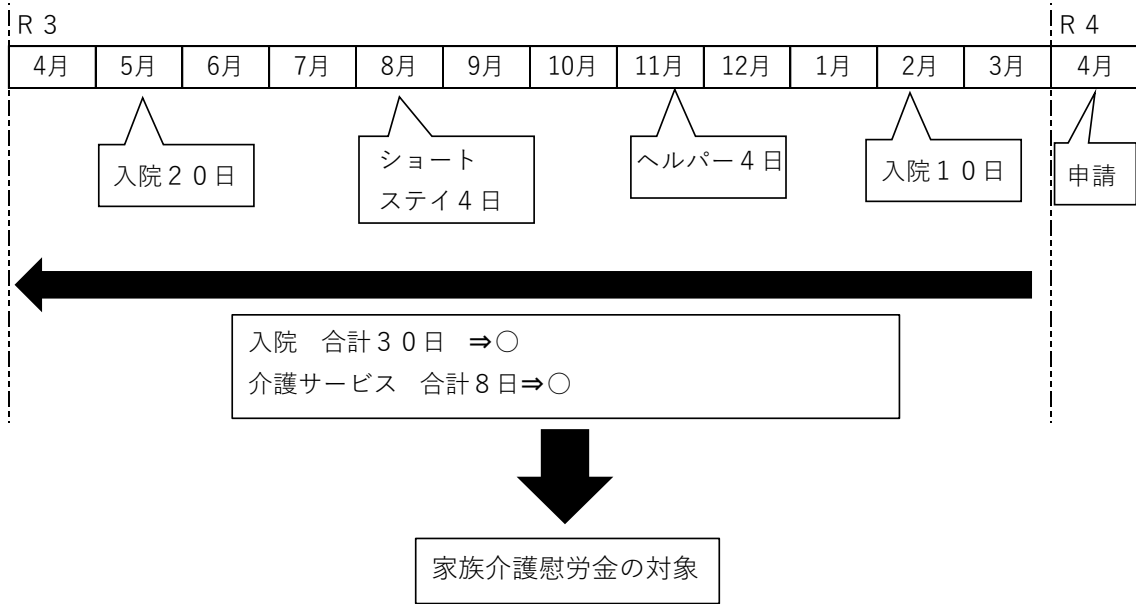 R3
R4
4月 5月 6月 7月 8月 9月 10月 11月 12月 1月 2月 3月 4月
入院20日
ショート
ステイ4日
ヘルパー4日
入院10日
申請
入院　合計30日　⇒○
介護サービス　合計8日⇒○
家族介護慰労金の対象